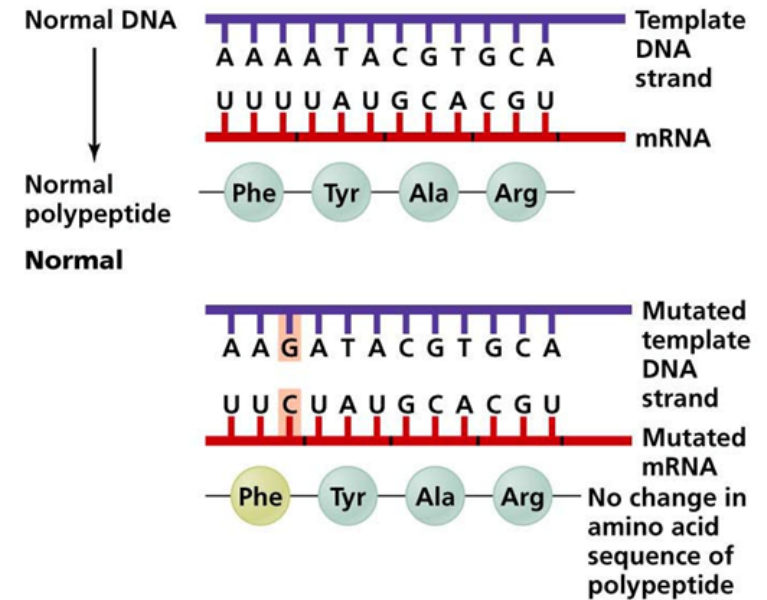 Normal DNA
Template
DNA
strand
A A A A T A C G T G C A
U U U U A U G C A C G U
mRNA
Normal
polypeptide
Phe Tyr Ala Arg
Normal
Mutated
template
DNA
strand
A A G A T A C G T G C A
U U C U A U G C A C G U
Mutated
mRNA
Phe Tyr Ala Arg
No change in
amino acid
sequence of
polypeptide